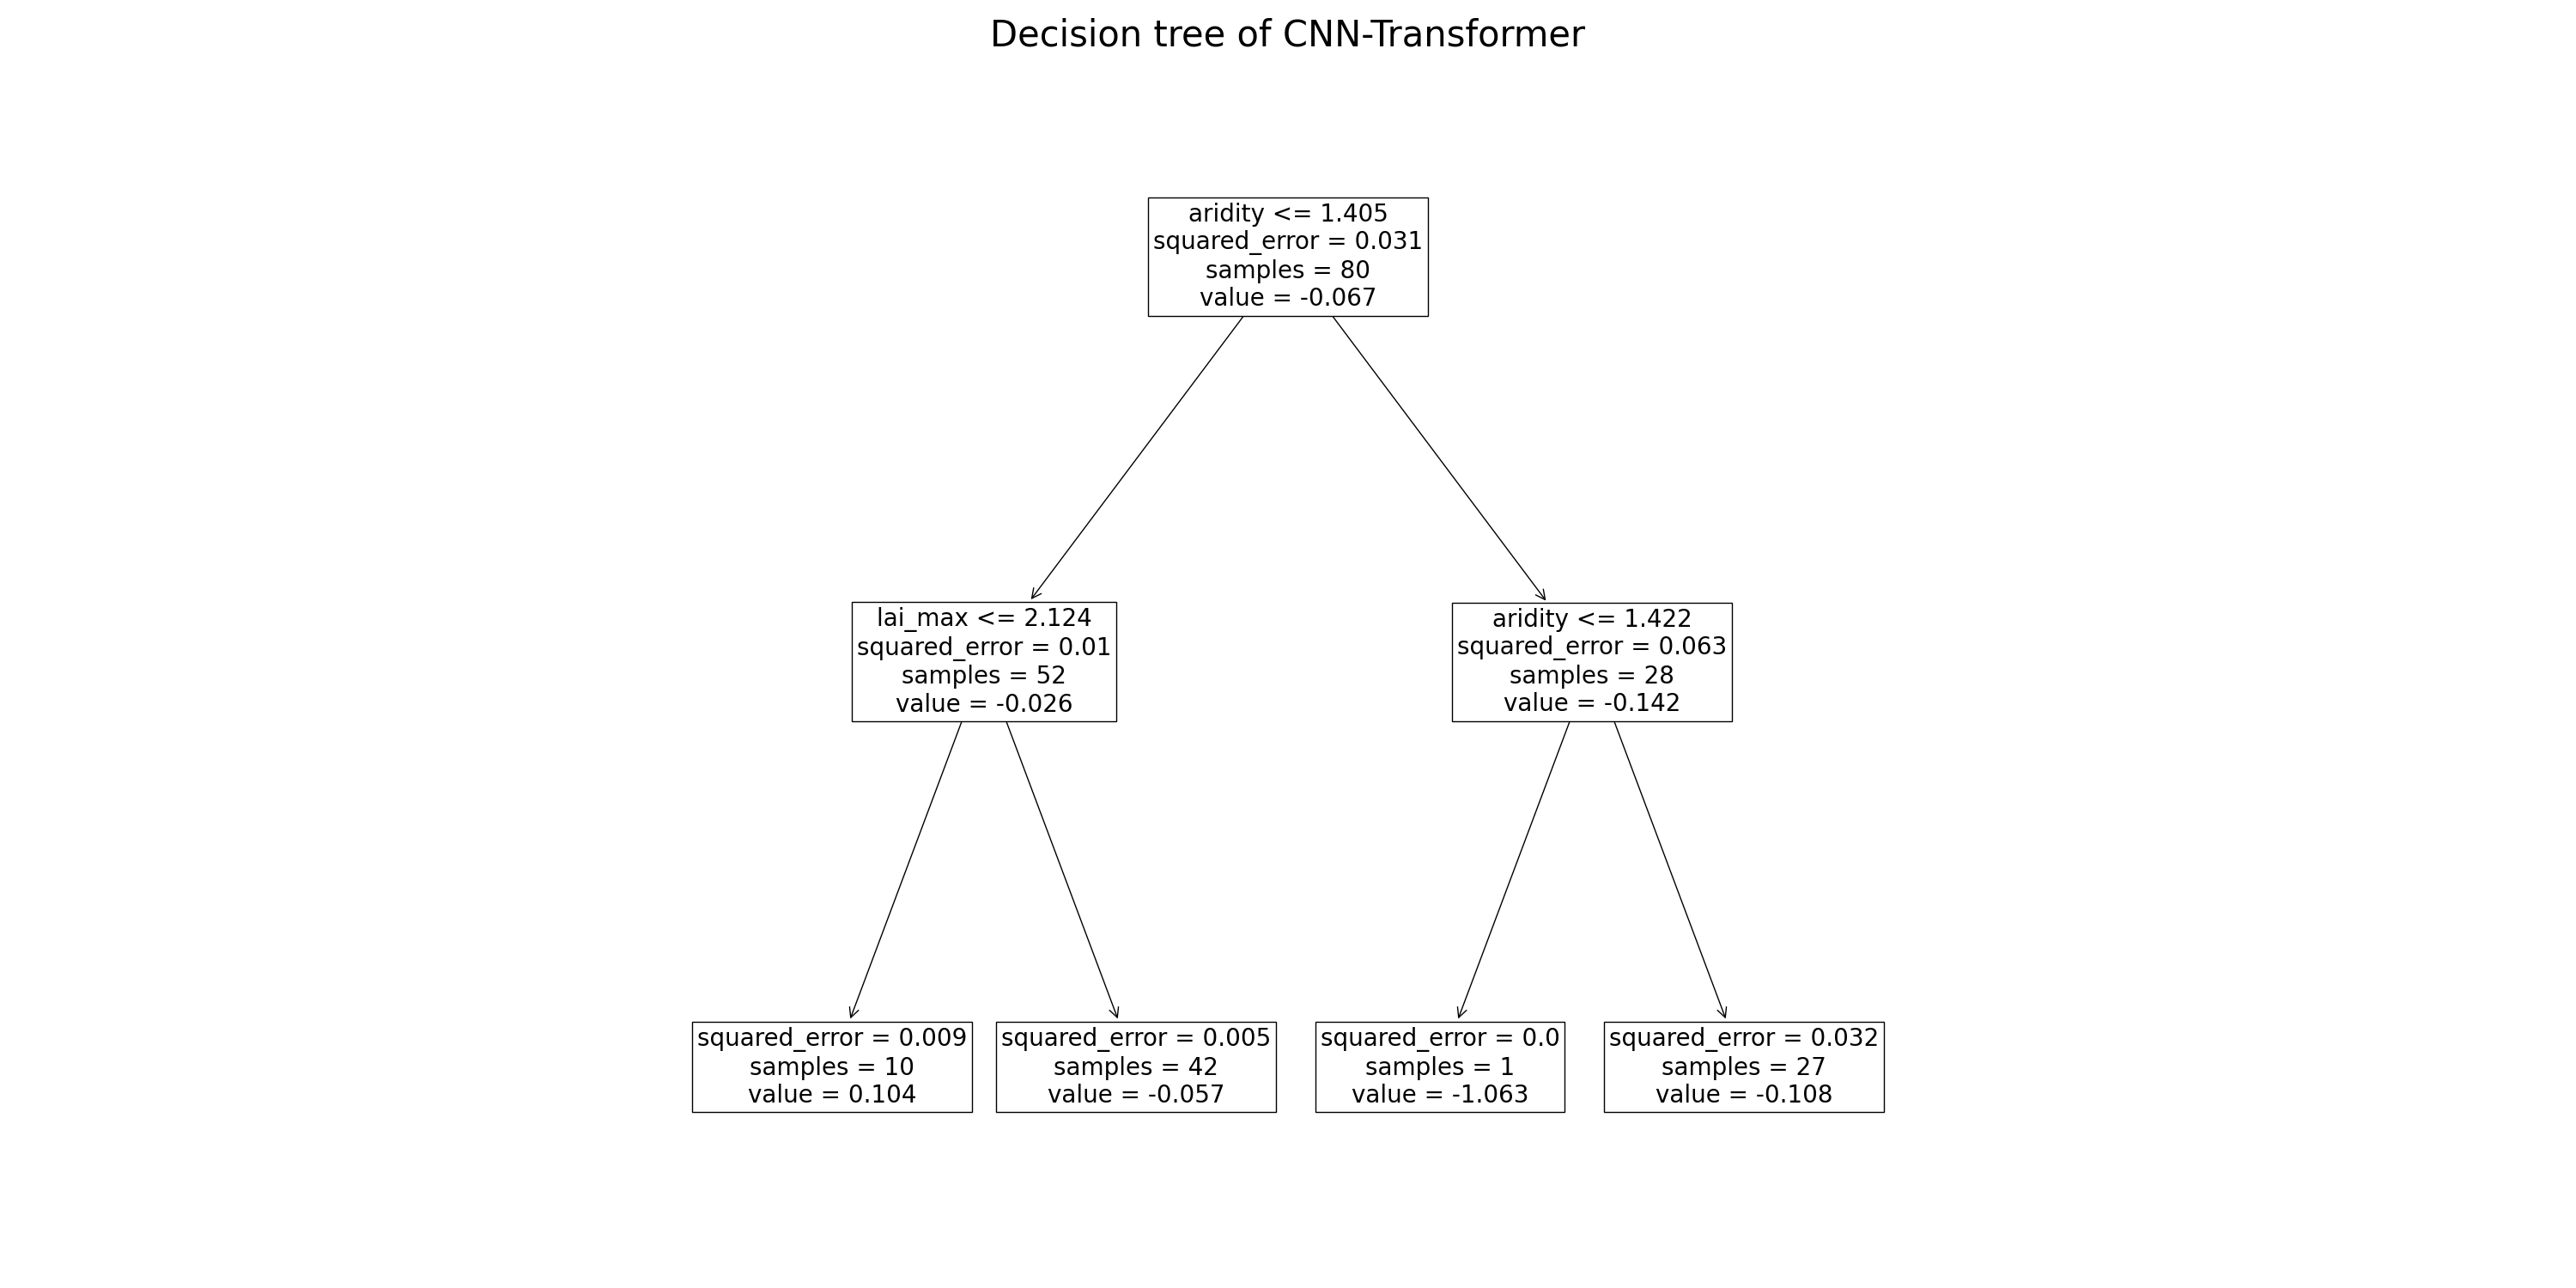 Decision tree of CNN-Transformer
aridity <= 1.405
squared_error = 0.031
samples = 80
value = -0.067
lai_max <= 2.124
squared_error = 0.01
samples = 52
value = -0.026
aridity <= 1.422
squared_error = 0.063
samples = 28
value = -0.142
squared_error = 0.009
samples = 10
value = 0.104
squared_error = 0.005
samples = 42
value = -0.057
squared_error = 0.0
samples = 1
value = -1.063
squared_error = 0.032
samples = 27
value = -0.108